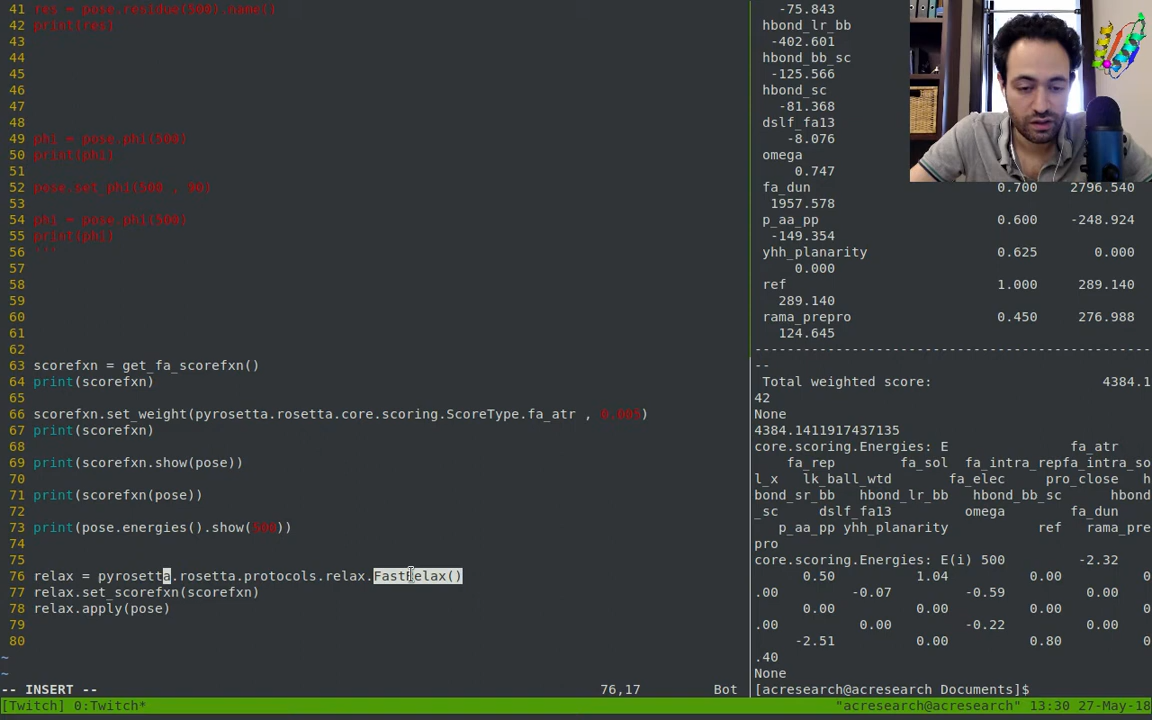 41 res = pose.residue(500).name()
42 print(res)
43
44
45
46
47
48
49 phi = pose.phi(500)
50 print(phi)
51
52 pose.set_phi(500 , 90)
53
54 phi = pose.phi(500)
55 print(phi)
56 '''
57
58
59
60
61
62
63 scorefxn = get_fa_scorefxn()
64 print(scorefxn)
65
66 scorefxn.set_weight(pyrosetta.rosetta.core.scoring.ScoreType.fa_atr , 0.005)
67 print(scorefxn)
68
69 print(scorefxn.show(pose))
70
71 print(scorefxn(pose))
72
73 print(pose.energies().show(500))
74
75
76 relax = pyrosetta.rosetta.protocols.relax.FastRelax()
77 relax.set_scorefxn(scorefxn)
78 relax.apply(pose)
79
80
~
~
-- INSERT -- 76,17 Bot
-75.843
hbond_lr_bb
-402.601
hbond_bb_sc
-125.566
hbond_sc
-81.368
dslf_fa13
-8.076
omega
0.747
fa_dun 0.700 2796.540
1957.578
p_aa_pp 0.600 -248.924
-149.354
yhh_planarity 0.625 0.000
0.000
ref 1.000 289.140
289.140
rama_prepro 0.450 276.988
124.645
-------------------------------------------------
--
Total weighted score: 4384.1
42
None
4384.1411917437135
core.scoring.Energies: E fa_atr
fa_rep fa_sol fa_intra_repfa_intra_so
l_x lk_ball_wtd fa_elec pro_close h
bond_sr_bb hbond_lr_bb hbond_bb_sc hbond
_sc dslf_fa13 omega fa_dun
p_aa_pp yhh_planarity ref rama_pre
pro
core.scoring.Energies: E(i) 500 -2.32
0.50 1.04 0.00 0
.00 -0.07 -0.59 0.00
0.00 0.00 0.00 0
.00 0.00 -0.22 0.00
-2.51 0.00 0.80 0
.40
None
[acresearch@acresearch Documents]$
[Twitch] 0:Twitch* "acresearch@acresearch" 13:30 27-May-18